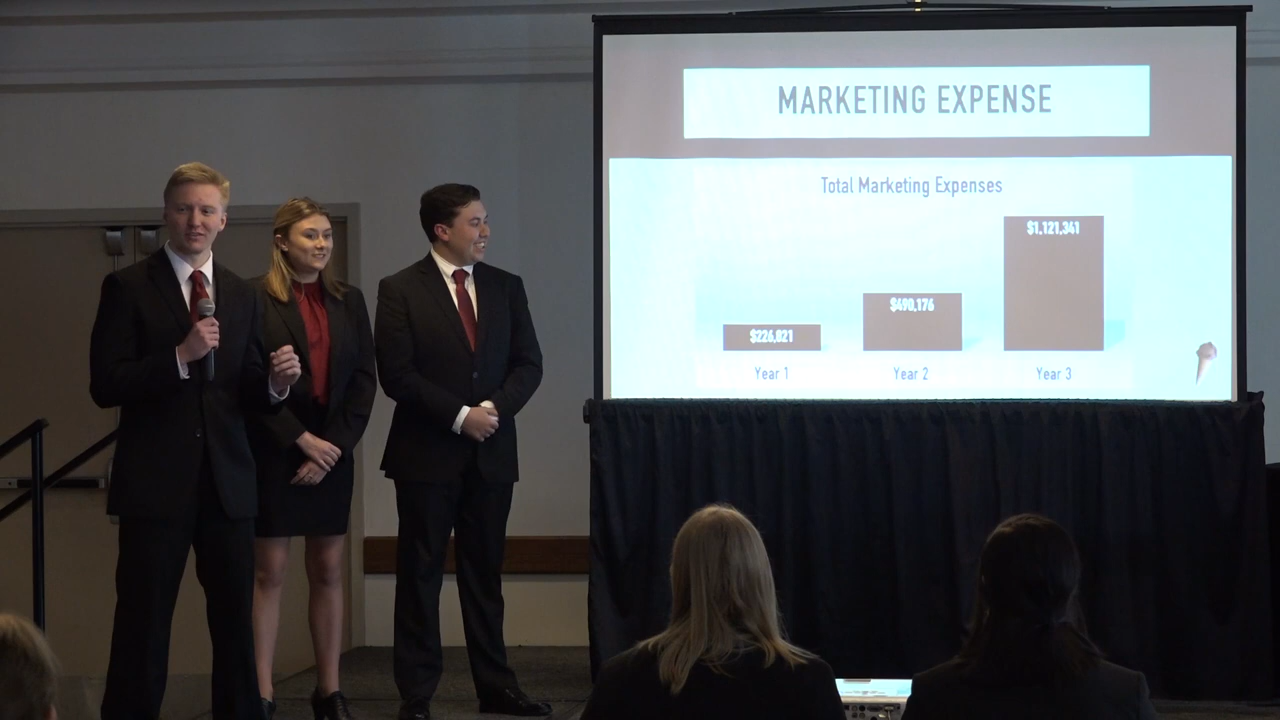 MARKETING EXPENSE
Total Marketing Expenses
$226,821
$490,176
$1,121,341
Year 1
Year 2
Year 3